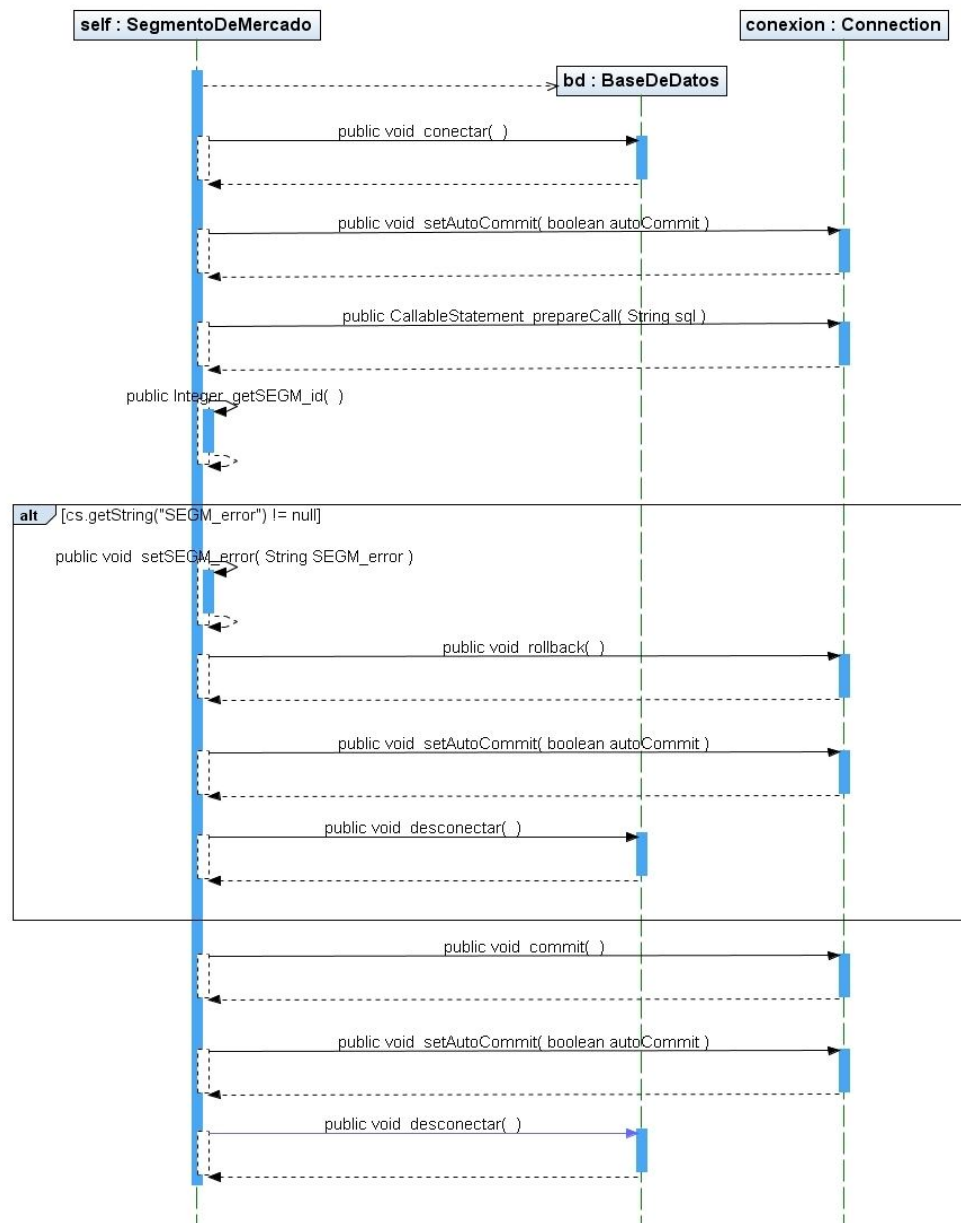 self : SegmentoDeMercado
conexion : Connection
bd : BaseDeDatos
public void conectar( )
public void setAutoCommit( boolean autoCommit )
public CallableStatement prepareCall( String sql )
public Integer getSEGM_id( )
alt [cs.getString("SEGM_error") != null]
public void setSEGM_error( String SEGM_error )
public void rollback( )
public void setAutoCommit( boolean autoCommit )
public void desconectar( )
public void commit( )
public void setAutoCommit( boolean autoCommit )
public void desconectar( )